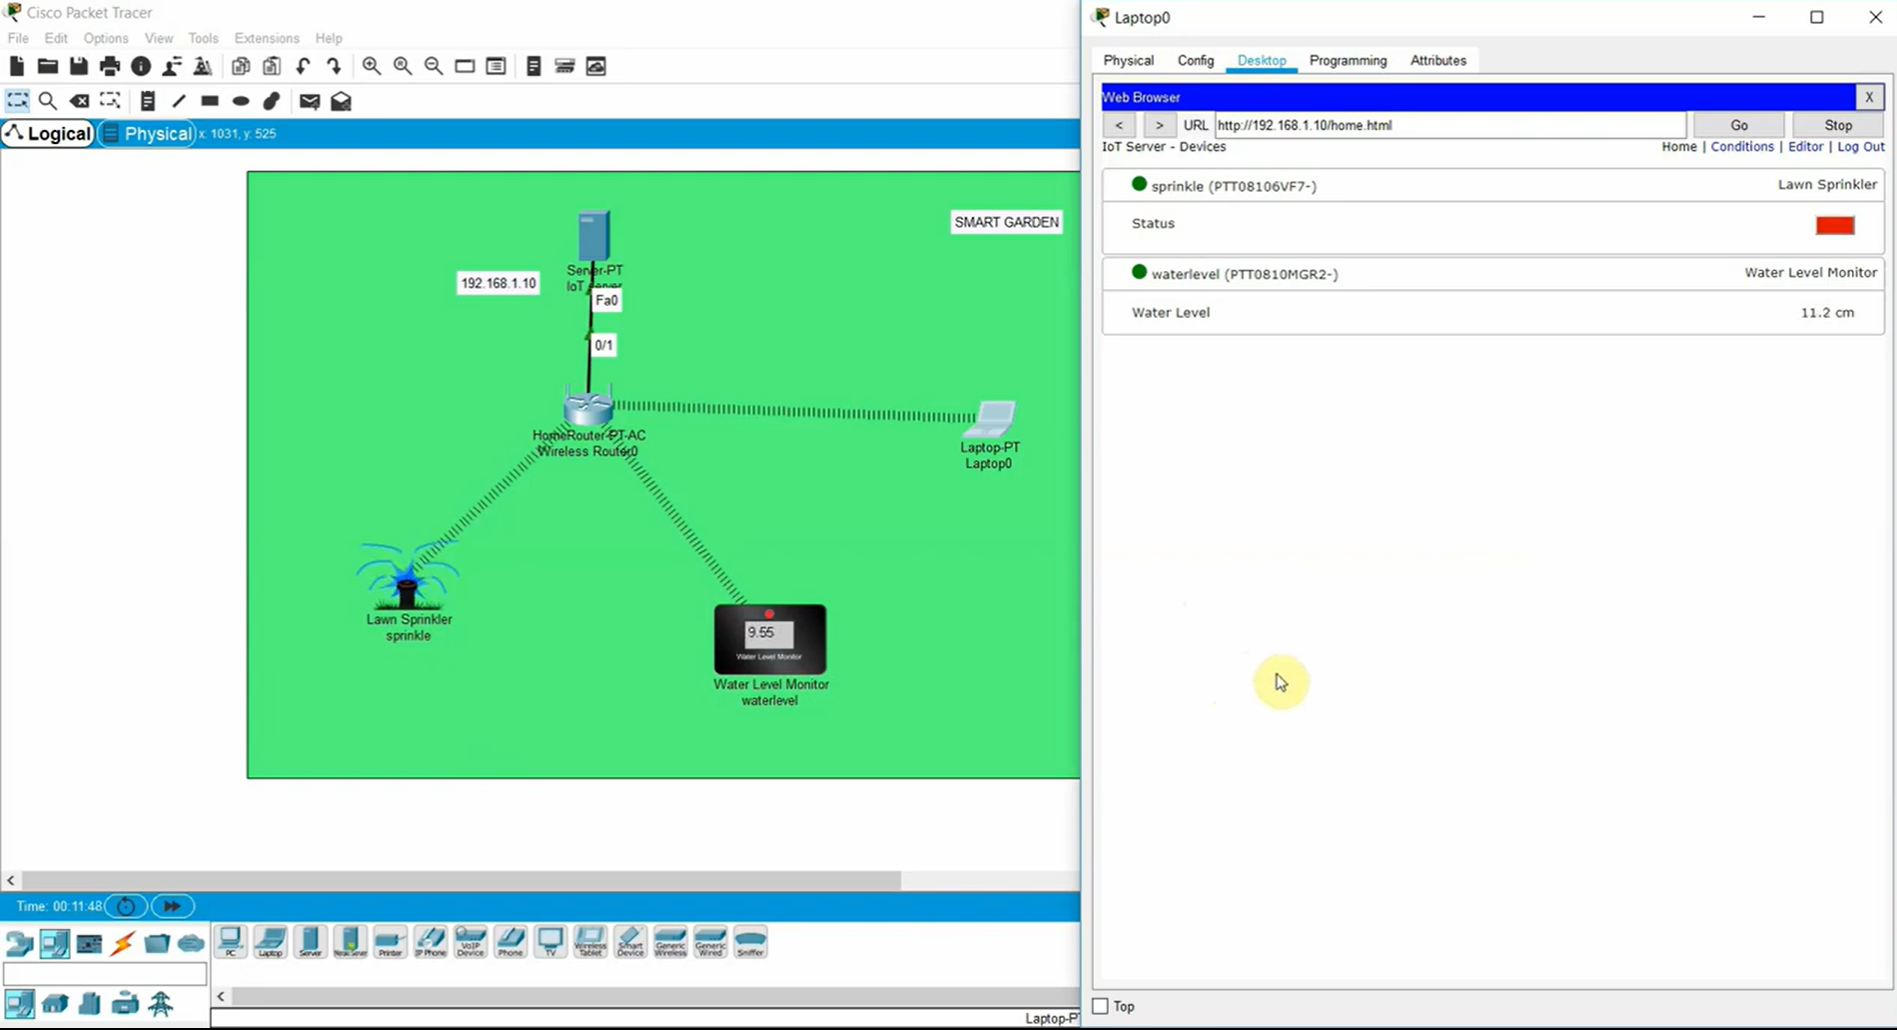 Cisco Packet Tracer
File Edit Options View Tools Extensions Help
Logical Physical x: 1031, y: 525
SMART GARDEN
192.168.1.10
Server-PT
IoT server
Fa0
0/1
HomeRouter-PT-AC
Wireless Router0
Laptop-PT
Laptop0
Lawn Sprinkler
sprinkle
9.55
Water Level Monitor
Water Level Monitor
waterlevel
Time: 00:11:48
PC Laptop Server Meraki Server Printer IP Phone VoIP Device Phone TV Wireless Tablet Smart Device Generic Wireless Generic Wired Sniffer
Laptop-PT
Laptop0
Physical Config Desktop Programming Attributes
Web Browser X
< > URL http://192.168.1.10/home.html Go Stop
IoT Server - Devices Home | Conditions | Editor | Log Out
sprinkle (PTT08106VF7-) Lawn Sprinkler
Status
waterlevel (PTT0810MGR2-) Water Level Monitor
Water Level 11.2 cm
Top